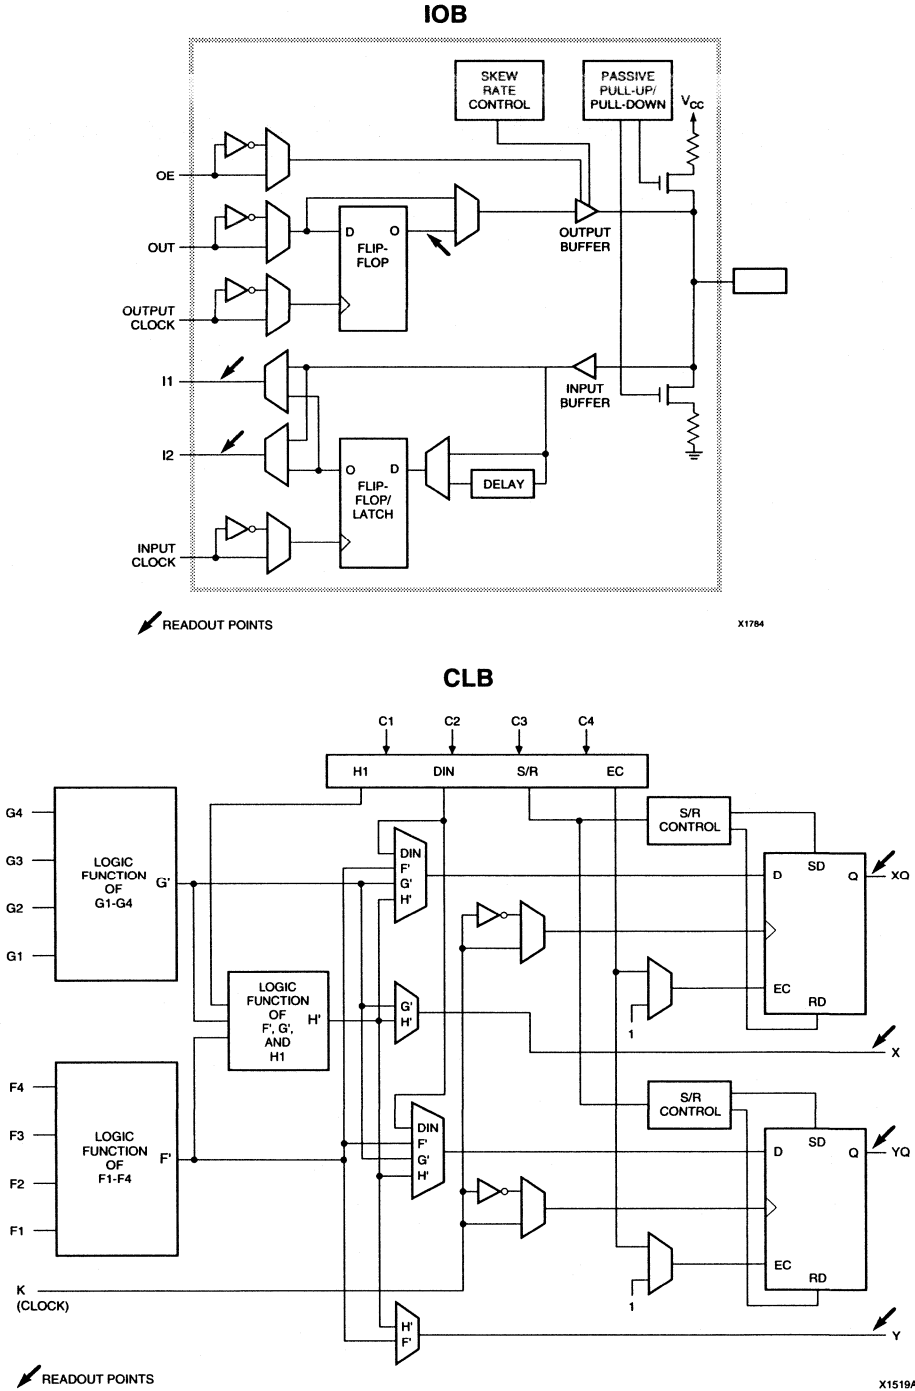 IOB
SKEW
RATE
CONTROL
PASSIVE
PULL-UP/
PULL-DOWN
VCC
OE
OUT
D
O
FLIP-
FLOP
OUTPUT
BUFFER
OUTPUT
CLOCK
I1
INPUT
BUFFER
I2
O
D
FLIP-
FLOP/
LATCH
DELAY
INPUT
CLOCK
READOUT POINTS
X1784
CLB
C1
C2
C3
C4
H1
DIN
S/R
EC
G4
G3
G2
G1
LOGIC
FUNCTION
OF
G1-G4
G'
DIN
F'
G'
H'
S/R
CONTROL
SD
D
Q
XQ
EC
RD
1
LOGIC
FUNCTION
OF
F', G',
AND
H1
H'
G'
H'
X
F4
F3
F2
F1
LOGIC
FUNCTION
OF
F1-F4
F'
DIN
F'
G'
H'
S/R
CONTROL
SD
D
Q
YQ
EC
RD
1
K
(CLOCK)
H'
F'
Y
READOUT POINTS
X1519A